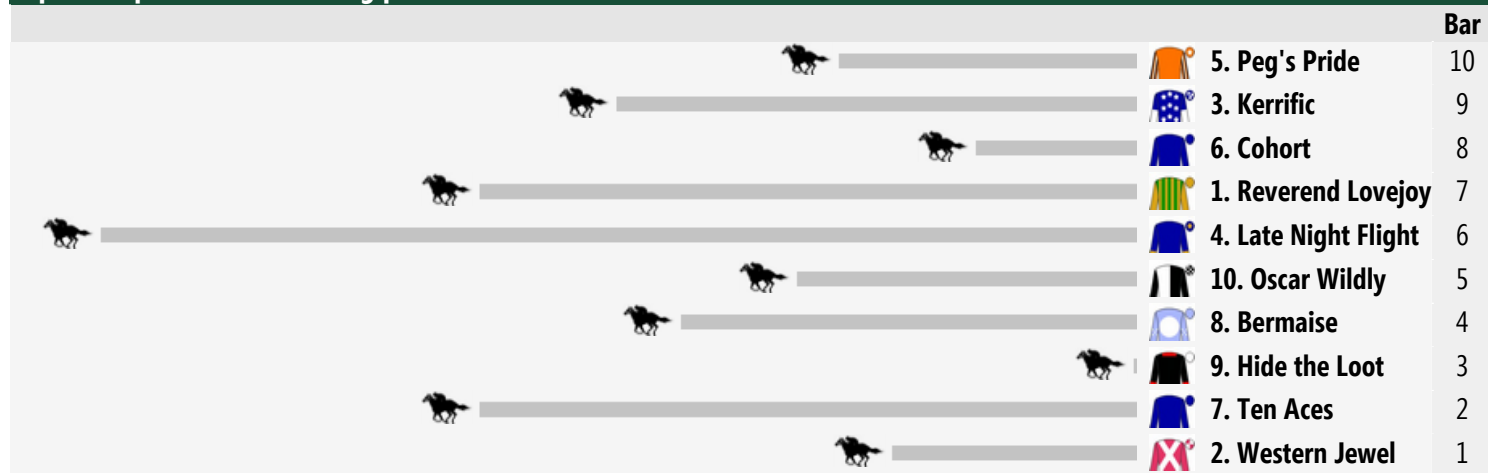 Bar
5. Peg's Pride 10
3. Kerrific 9
6. Cohort 8
1. Reverend Lovejoy 7
4. Late Night Flight 6
10. Oscar Wildly 5
8. Bermaise 4
9. Hide the Loot 3
7. Ten Aces 2
2. Western Jewel 1